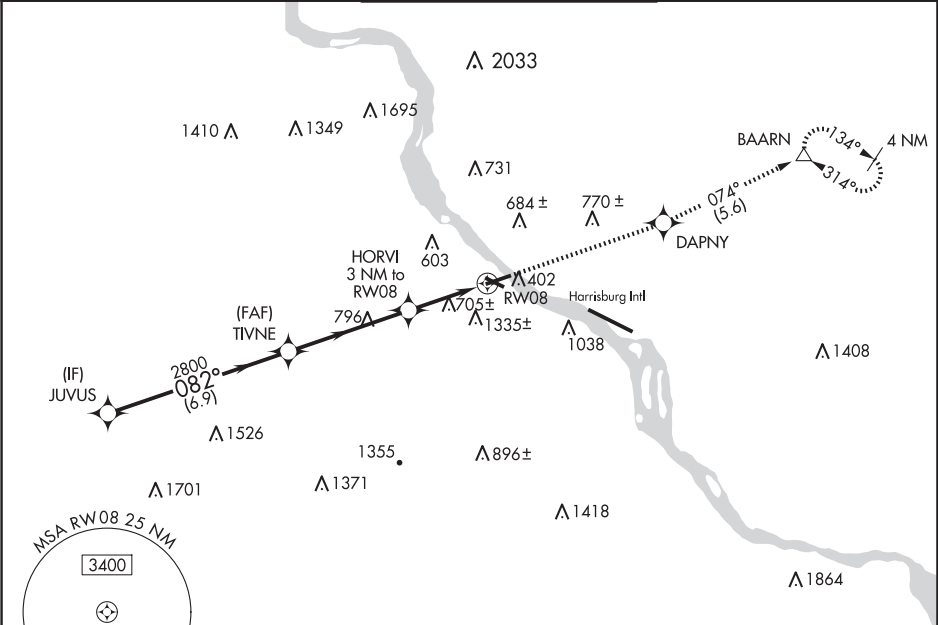 2033
1695
1410
1349
BAARN
134°
4 NM
314°
731
684 ±
770 ±
074°
(5.6)
DAPNY
603
HORVI
3 NM to
RW08
402
RW08
Harrisburg Intl
705±
1335±
796
1038
(FAF)
TIVNE
1408
(IF)
JUVUS
2800
082°
(6.9)
1526
1355
896±
1701
1371
1418
MSA RW08 25 NM
3400
1864